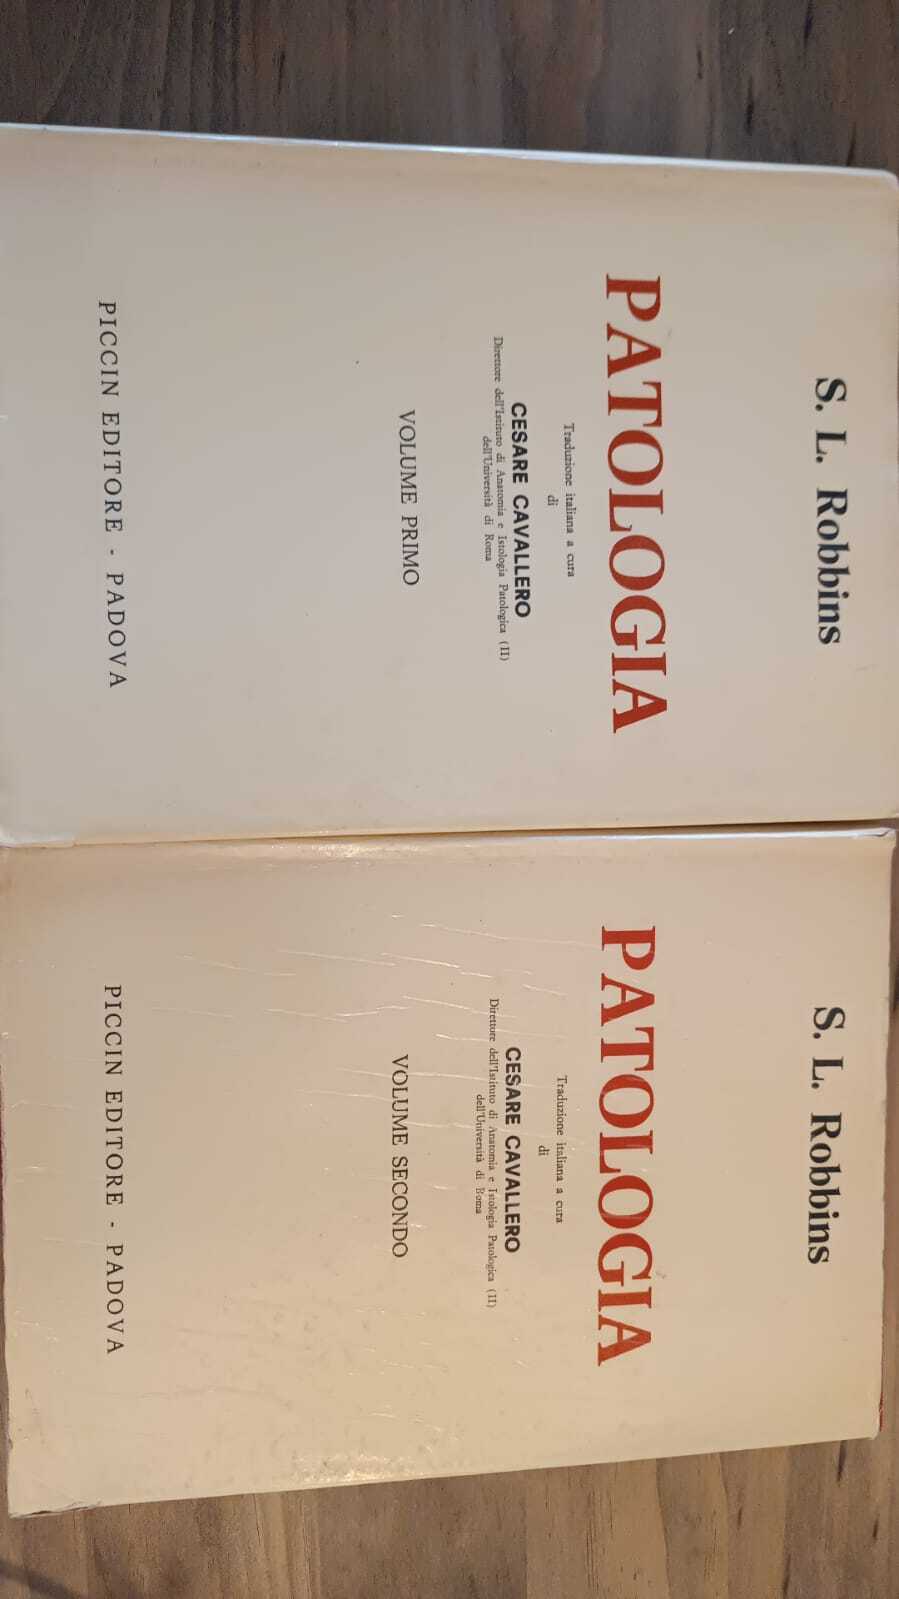 S. L. Robbins
PATOLOGIA
Traduzione italiana a cura
di
CESARE CAVALLERO
Direttore dell'Istituto di Anatomia e Istologia Patologica (II)
dell'Università di Roma
VOLUME PRIMO
PICCIN EDITORE - PADOVA
S. L. Robbins
PATOLOGIA
Traduzione italiana a cura
di
CESARE CAVALLERO
Direttore dell'Istituto di Anatomia e Istologia Patologica (II)
dell'Università di Roma
VOLUME SECONDO
PICCIN EDITORE - PADOVA